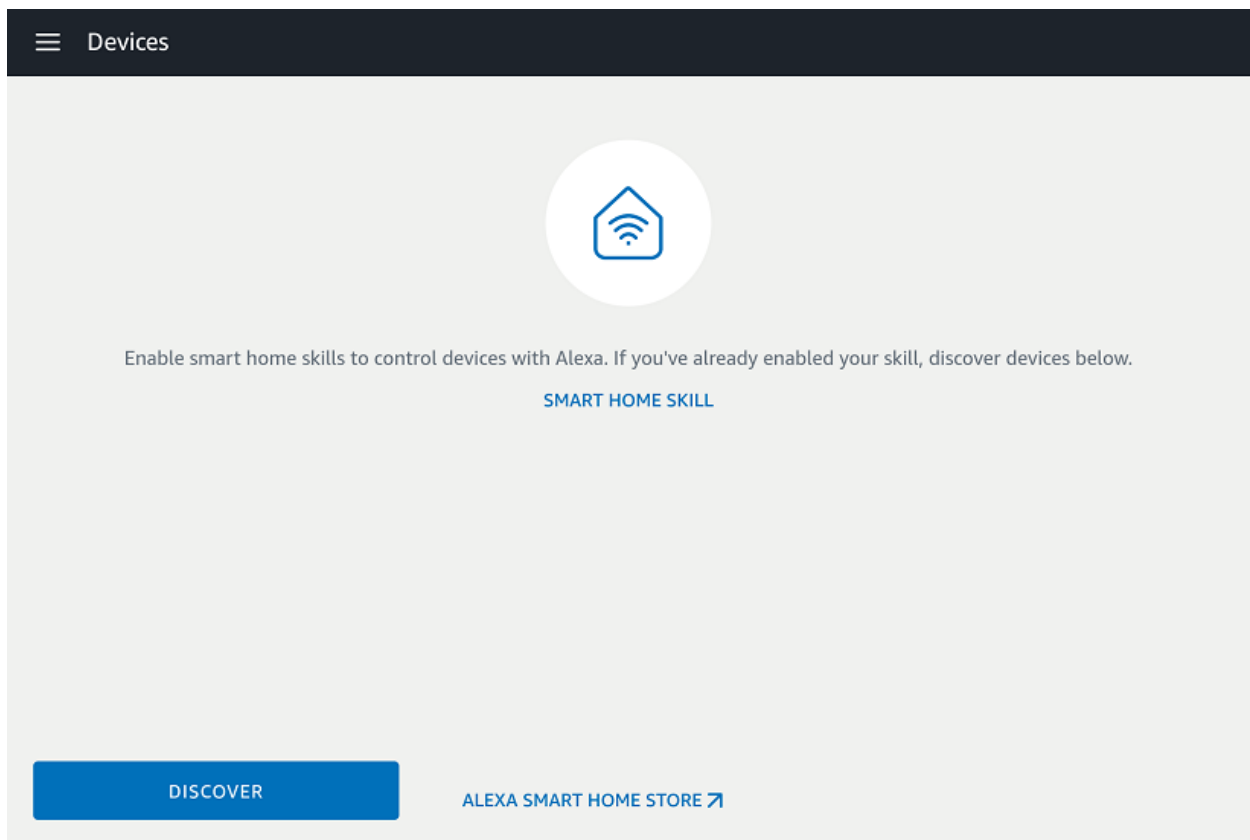 Devices
Enable smart home skills to control devices with Alexa. If you've already enabled your skill, discover devices below.
SMART HOME SKILL
DISCOVER
ALEXA SMART HOME STORE